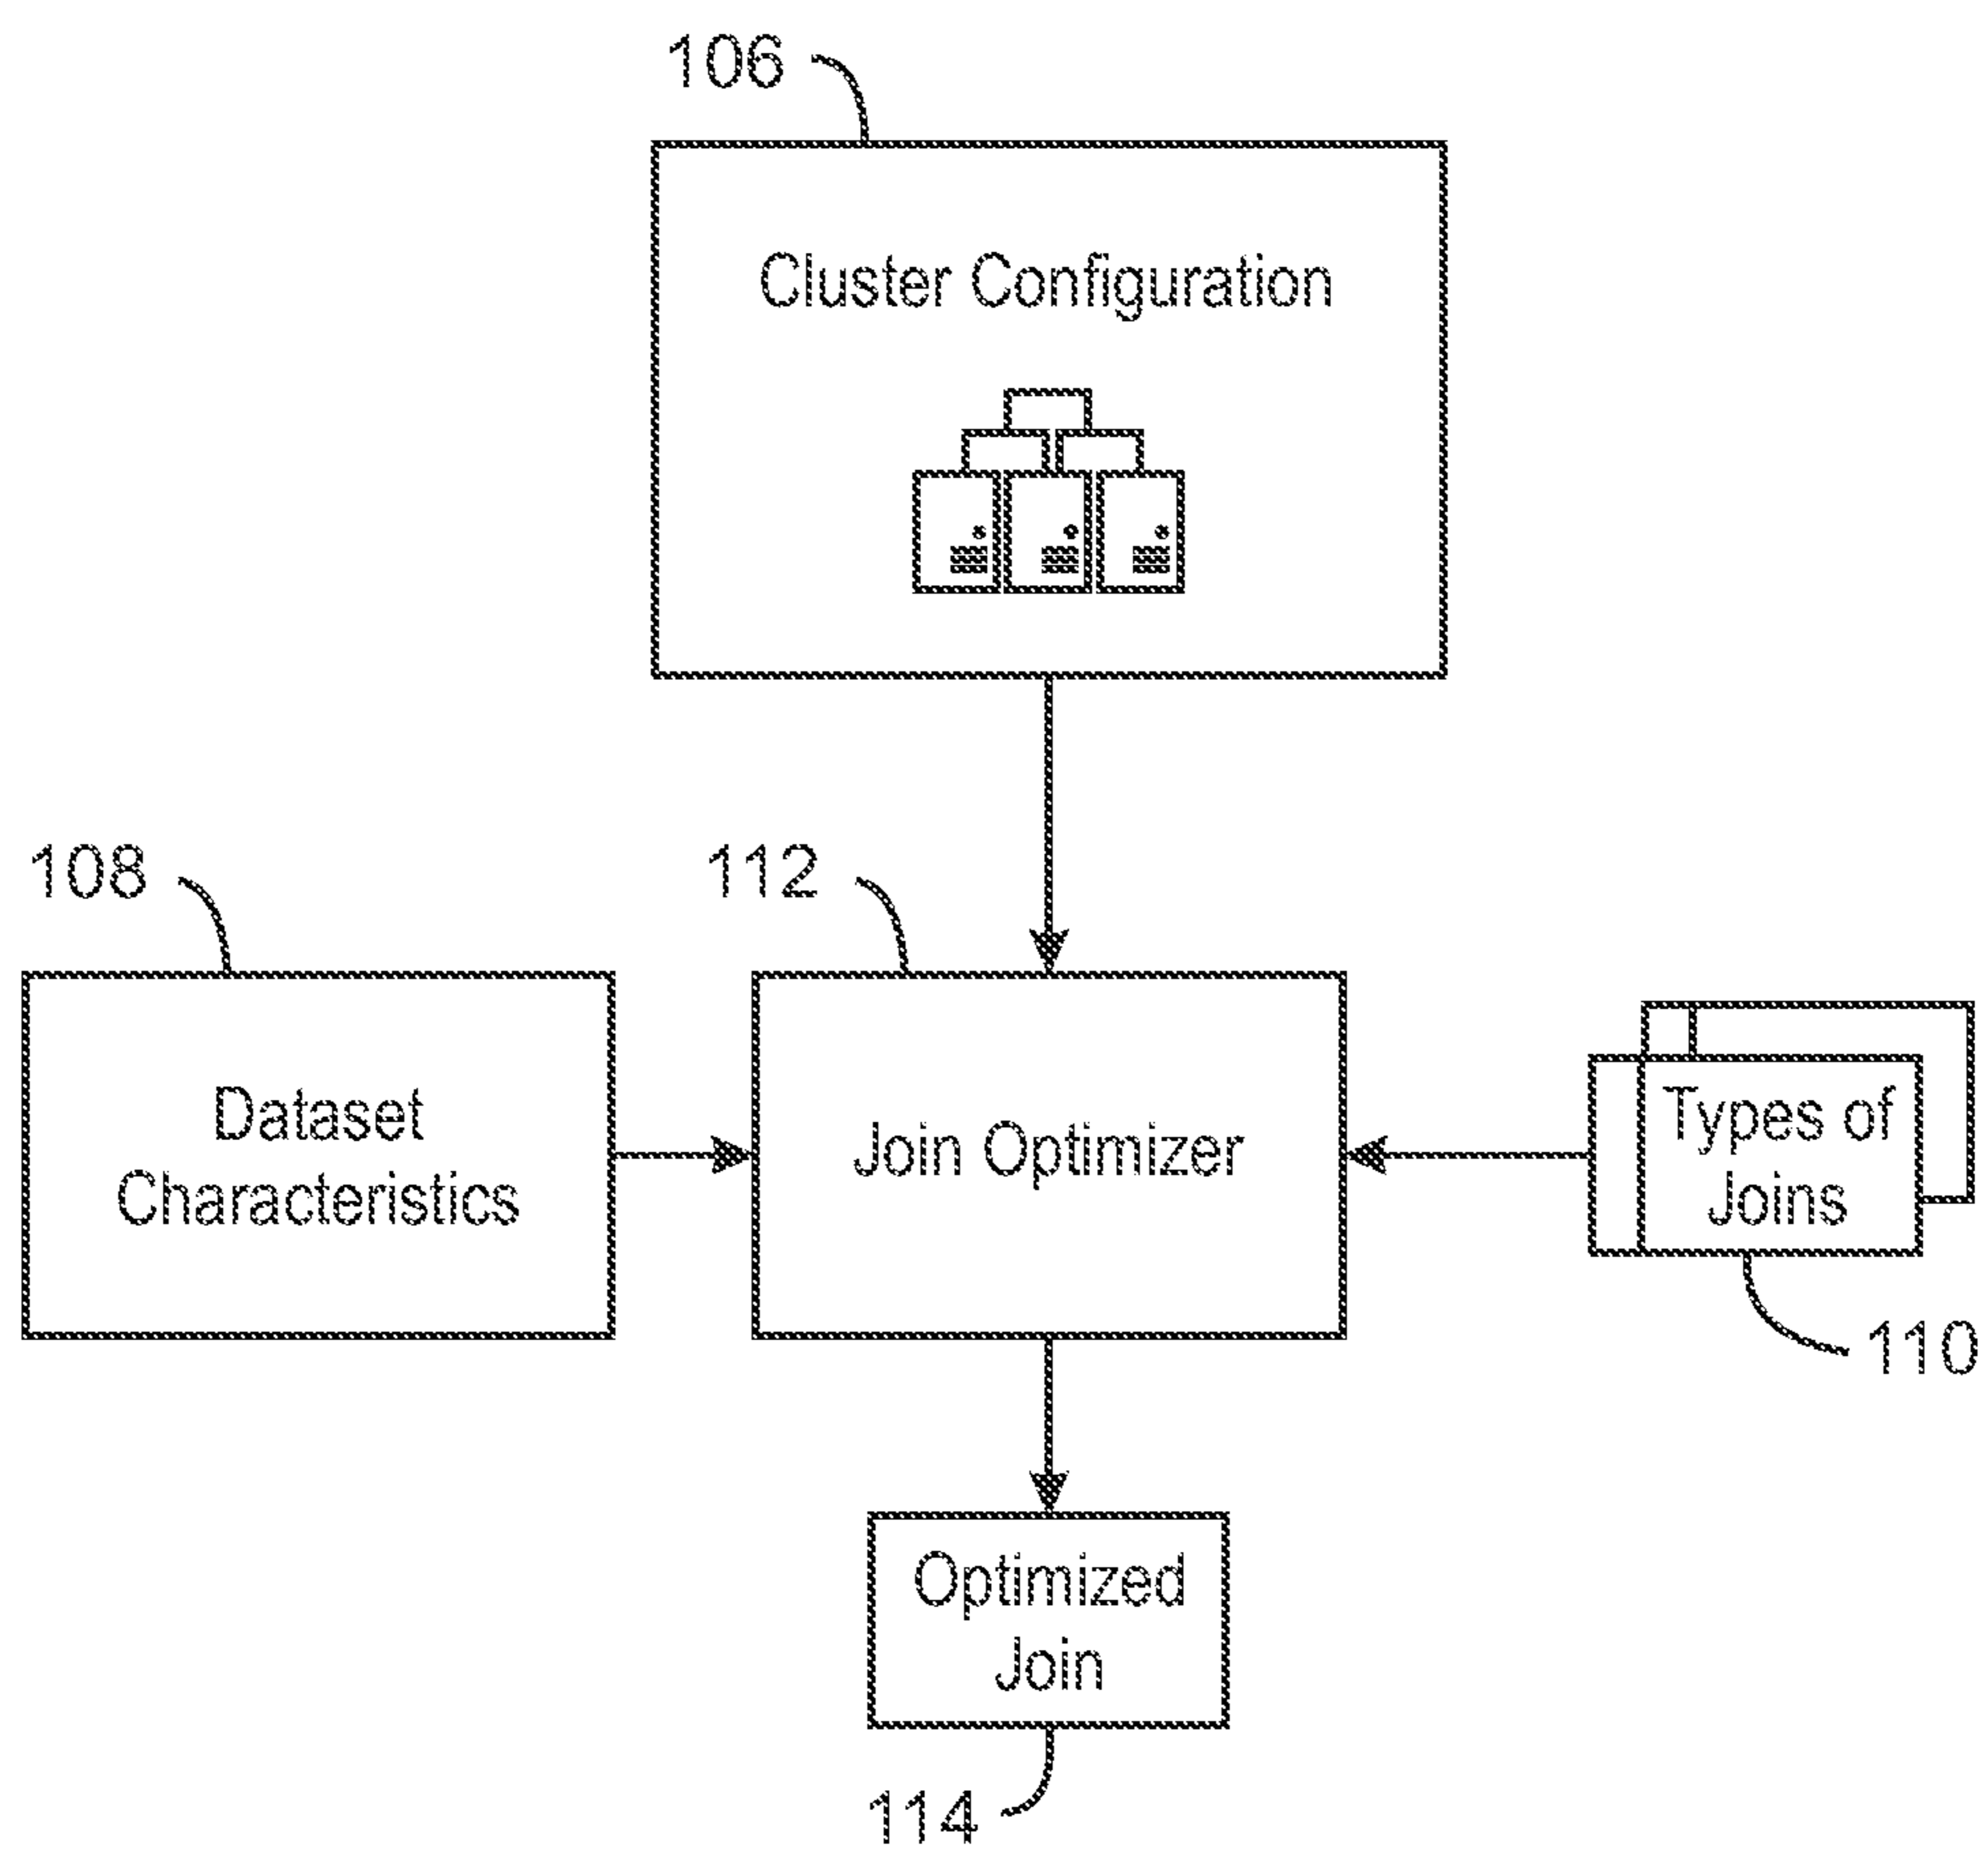 106
Cluster Configuration
108
112
Dataset
Characteristics
Join Optimizer
Types of
Joins
110
Optimized
Join
114